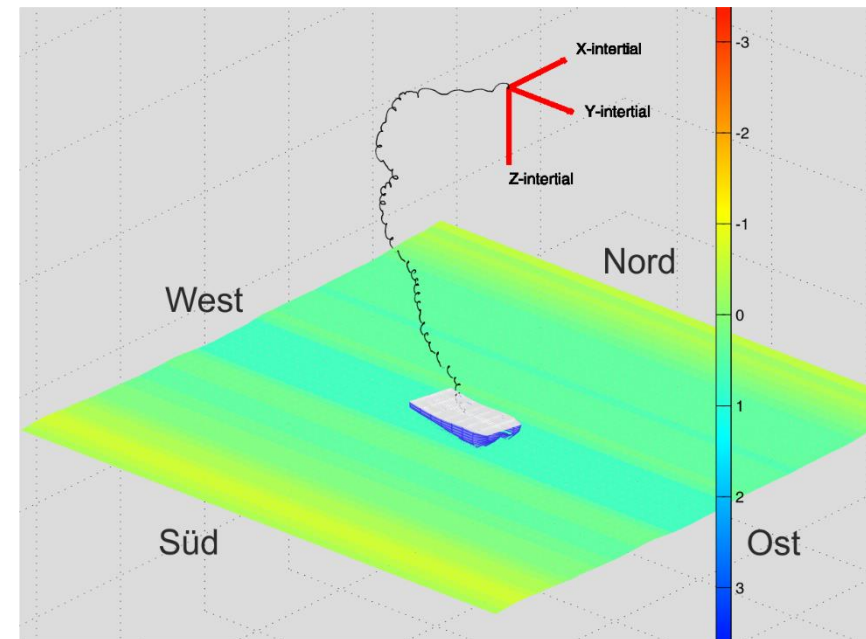 X-intertial
-3
Y-intertial
-2
Z-intertial
-1
Nord
West
0
1
2
Süd
Ost
3